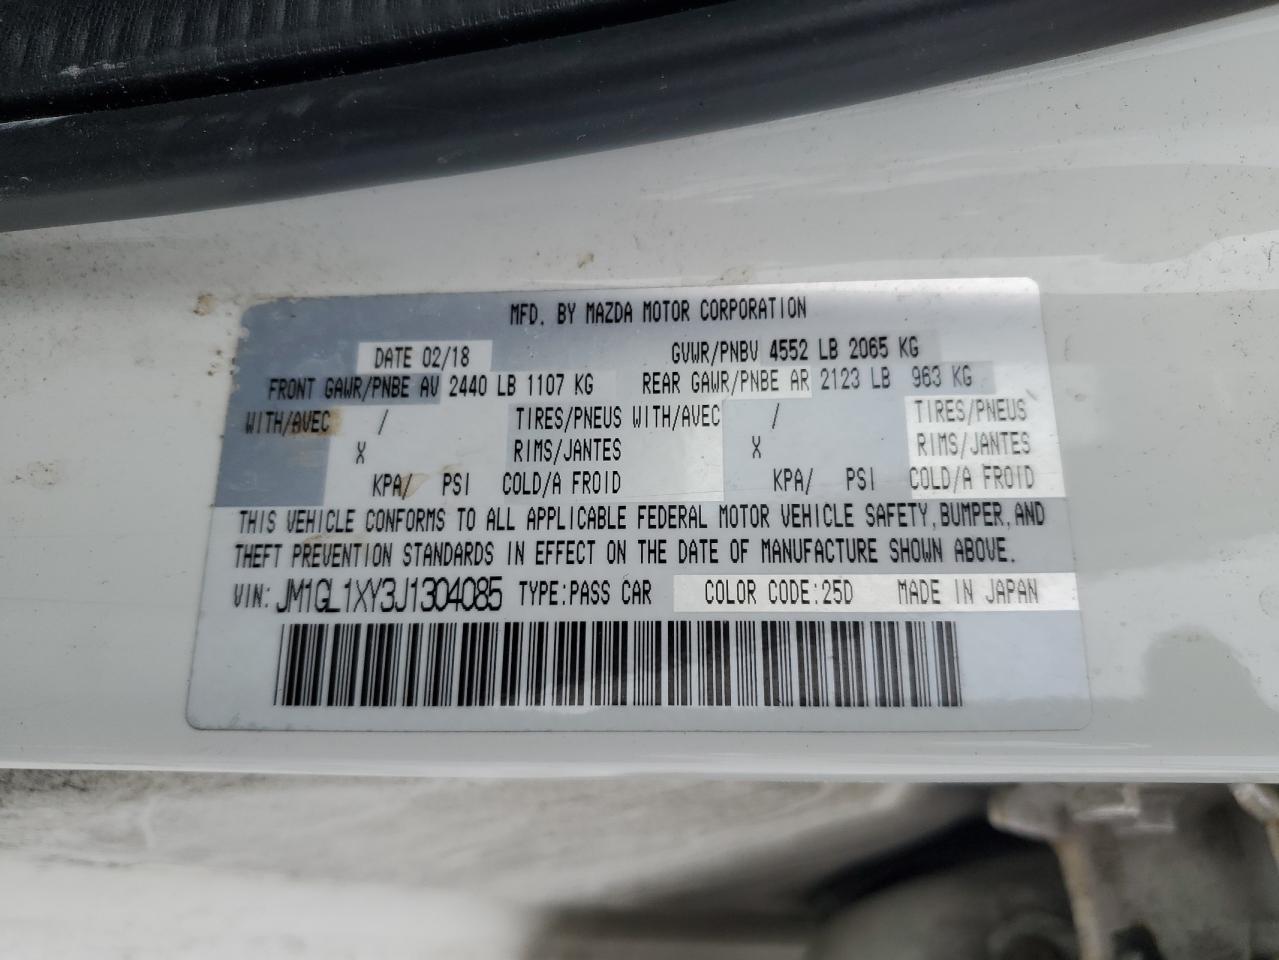 MFD. BY MAZDA MOTOR CORPORATION
DATE 02/18 GVWR/PNBV 4552 LB 2065 KG
FRONT GAWR/PNBE AV 2440 LB 1107 KG REAR GAWR/PNBE AR 2123 LB 963 KG
WITH/AVEC / TIRES/PNEUS WITH/AVEC / TIRES/PNEUS
X RIMS/JANTES X RIMS/JANTES
KPA/ PSI COLD/A FROID KPA/ PSI COLD/A FROID
THIS VEHICLE CONFORMS TO ALL APPLICABLE FEDERAL MOTOR VEHICLE SAFETY, BUMPER, AND
THEFT PREVENTION STANDARDS IN EFFECT ON THE DATE OF MANUFACTURE SHOWN ABOVE.
VIN: JM1GL1XY3J1304085 TYPE:PASS CAR COLOR CODE:25D MADE IN JAPAN